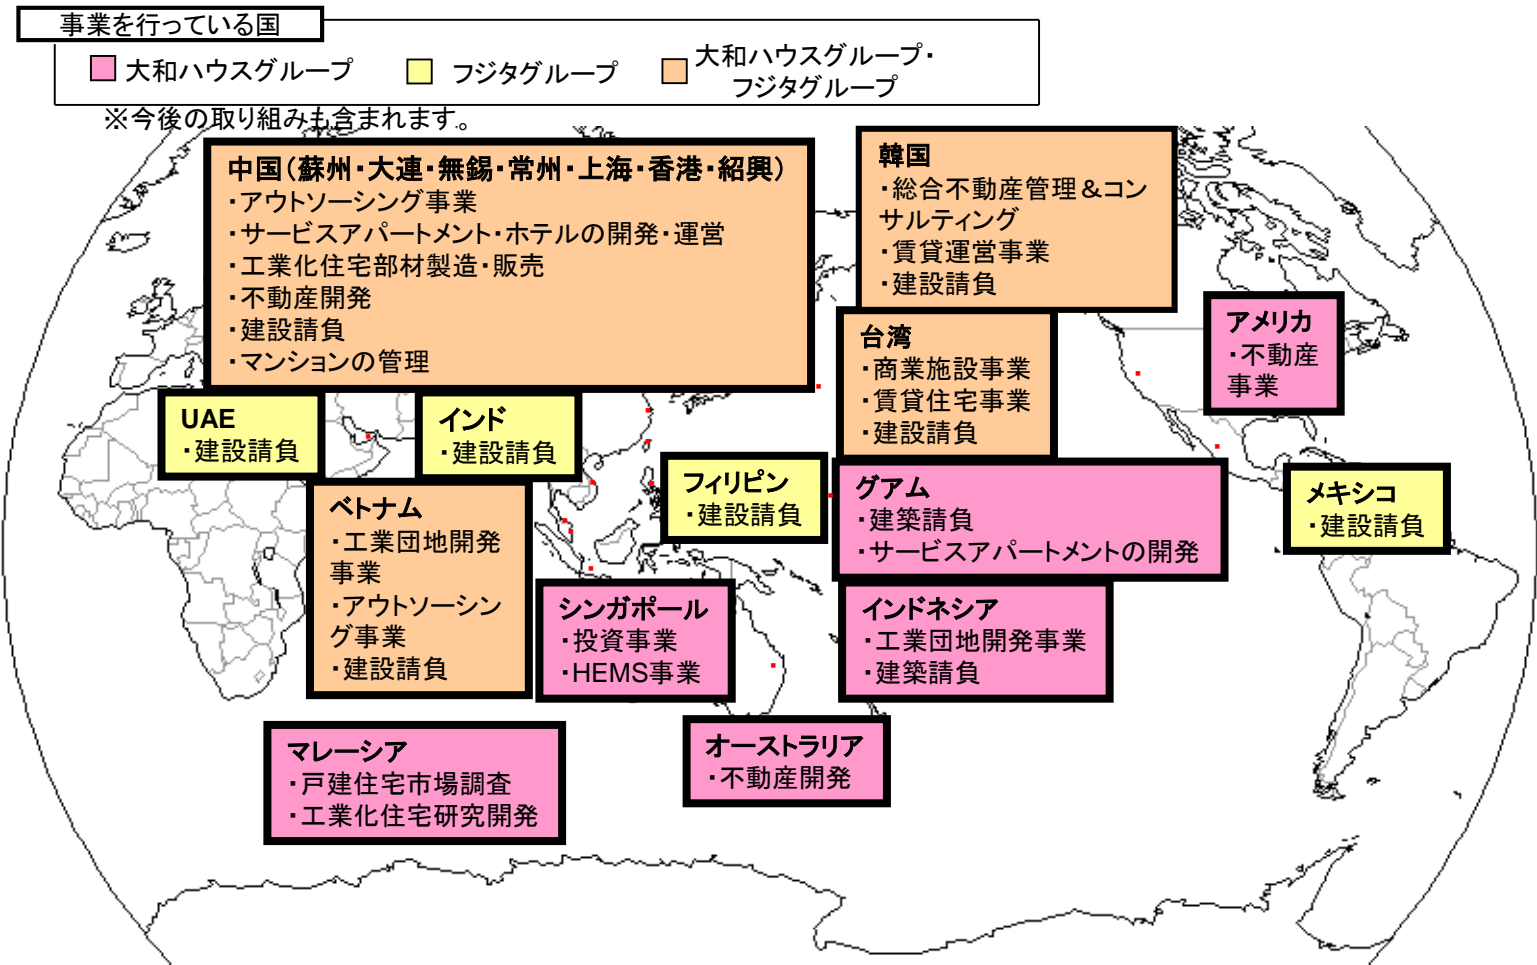 事業を行っている国
大和ハウスグループ
フジタグループ
大和ハウスグループ・
フジタグループ
※今後の取り組みも含まれます。
中国(蘇州・大連・無錫・常州・上海・香港・紹興)
・アウトソーシング事業
・サービスアパートメント・ホテルの開発・運営
・工業化住宅部材製造・販売
・不動産開発
・建設請負
・マンションの管理
韓国
・総合不動産管理&コン
サルティング
・賃貸運営事業
・建設請負
アメリカ
・不動産
事業
台湾
・商業施設事業
・賃貸住宅事業
・建設請負
UAE
・建設請負
インド
・建設請負
フィリピン
・建設請負
グアム
・建築請負
・サービスアパートメントの開発
メキシコ
・建設請負
ベトナム
・工業団地開発
事業
・アウトソーシン
グ事業
・建設請負
シンガポール
・投資事業
・HEMS事業
インドネシア
・工業団地開発事業
・建築請負
マレーシア
・戸建住宅市場調査
・工業化住宅研究開発
オーストラリア
・不動産開発